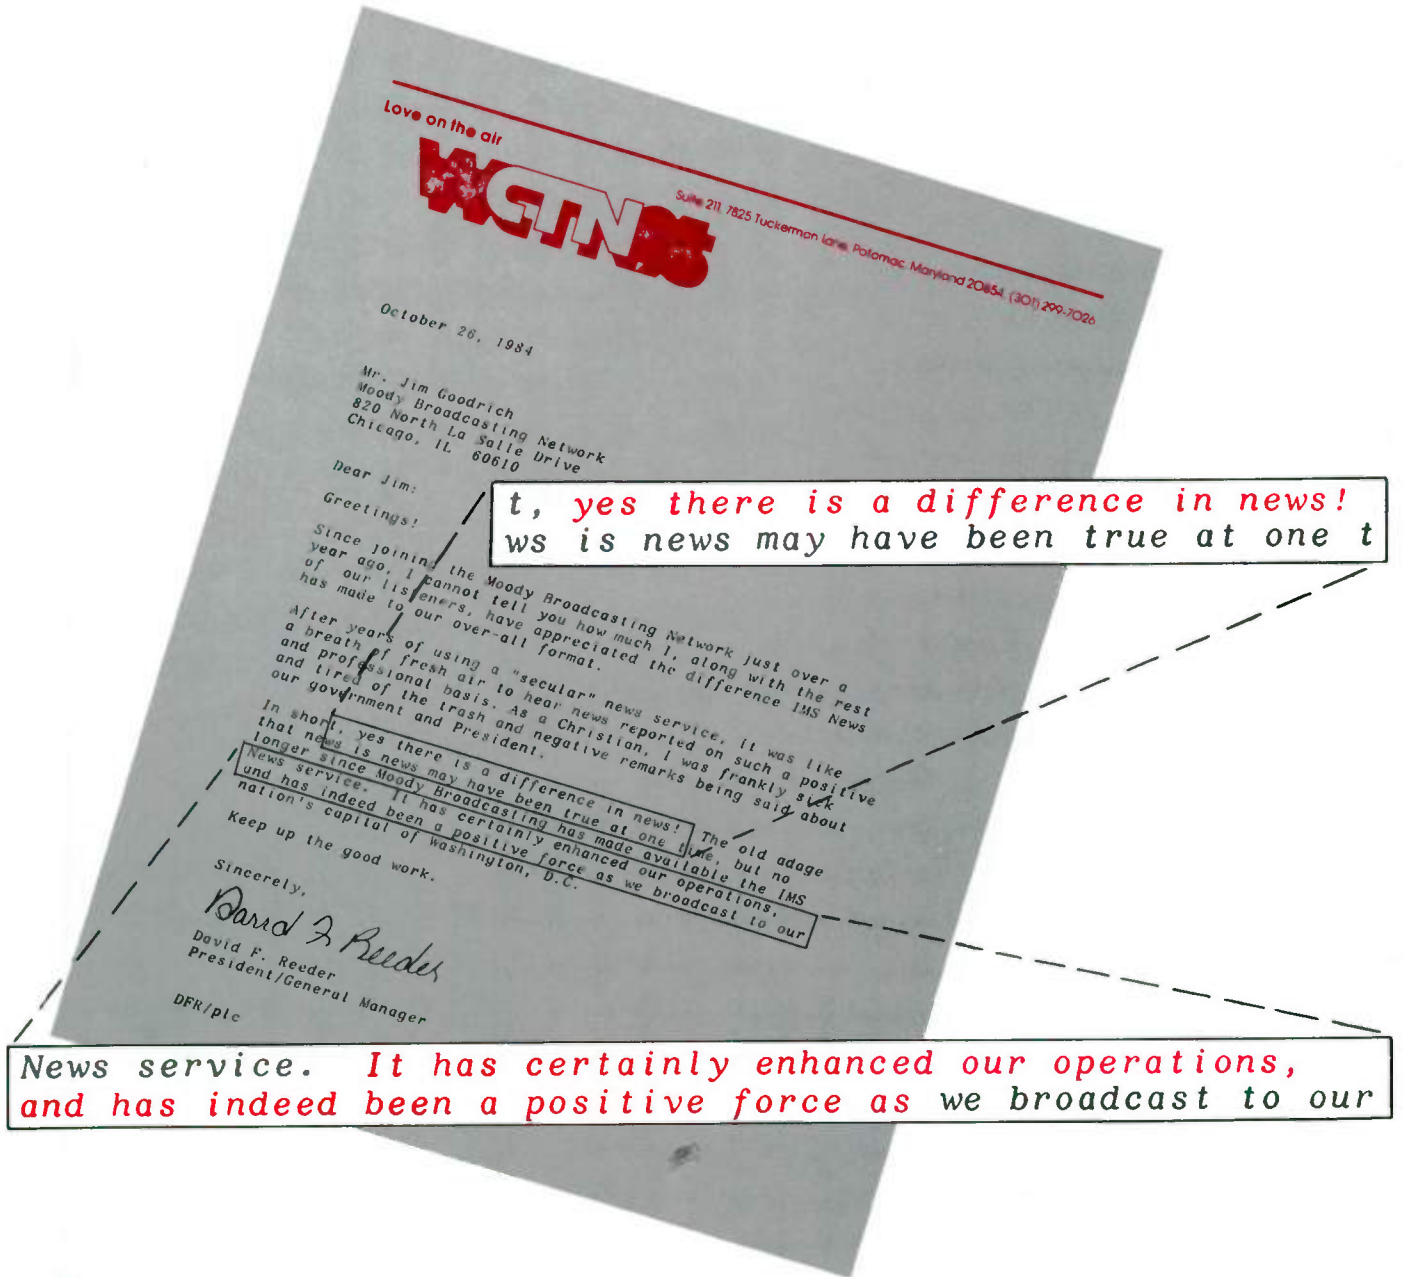 Love on the air
WCTN 95
Suite 211, 7825 Tuckerman Lane, Potomac, Maryland 20854, (301) 299-7026
October 26, 1984
Mr. Jim Goodrich
Moody Broadcasting Network
820 North La Salle Drive
Chicago, IL 60610
Dear Jim:
Greetings!
Since joining the Moody Broadcasting Network just over a
year ago, I cannot tell you how much I, along with the rest
of our listeners, have appreciated the difference IMS News
has made to our over-all format.
After years of using a "secular" news service, it was like
a breath of fresh air to hear news reported on such a positive
and professional basis. As a Christian, I was frankly sick
and tired of the trash and negative remarks being said about
our government and President.
In short, yes there is a difference in news! The old adage
that news is news may have been true at one time, but no
longer since Moody Broadcasting has made available the IMS
News service. It has certainly enhanced our operations,
and has indeed been a positive force as we broadcast to our
nation's capital of Washington, D.C.
Keep up the good work.
Sincerely,
David F Reeder
David F. Reeder
President/General Manager
DFR/plc
t, yes there is a difference in news!
ws is news may have been true at one t
News service. It has certainly enhanced our operations,
and has indeed been a positive force as we broadcast to our